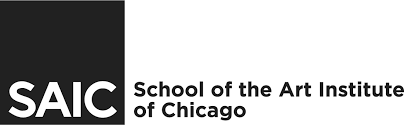 SAIC
School of the Art Institute
of Chicago